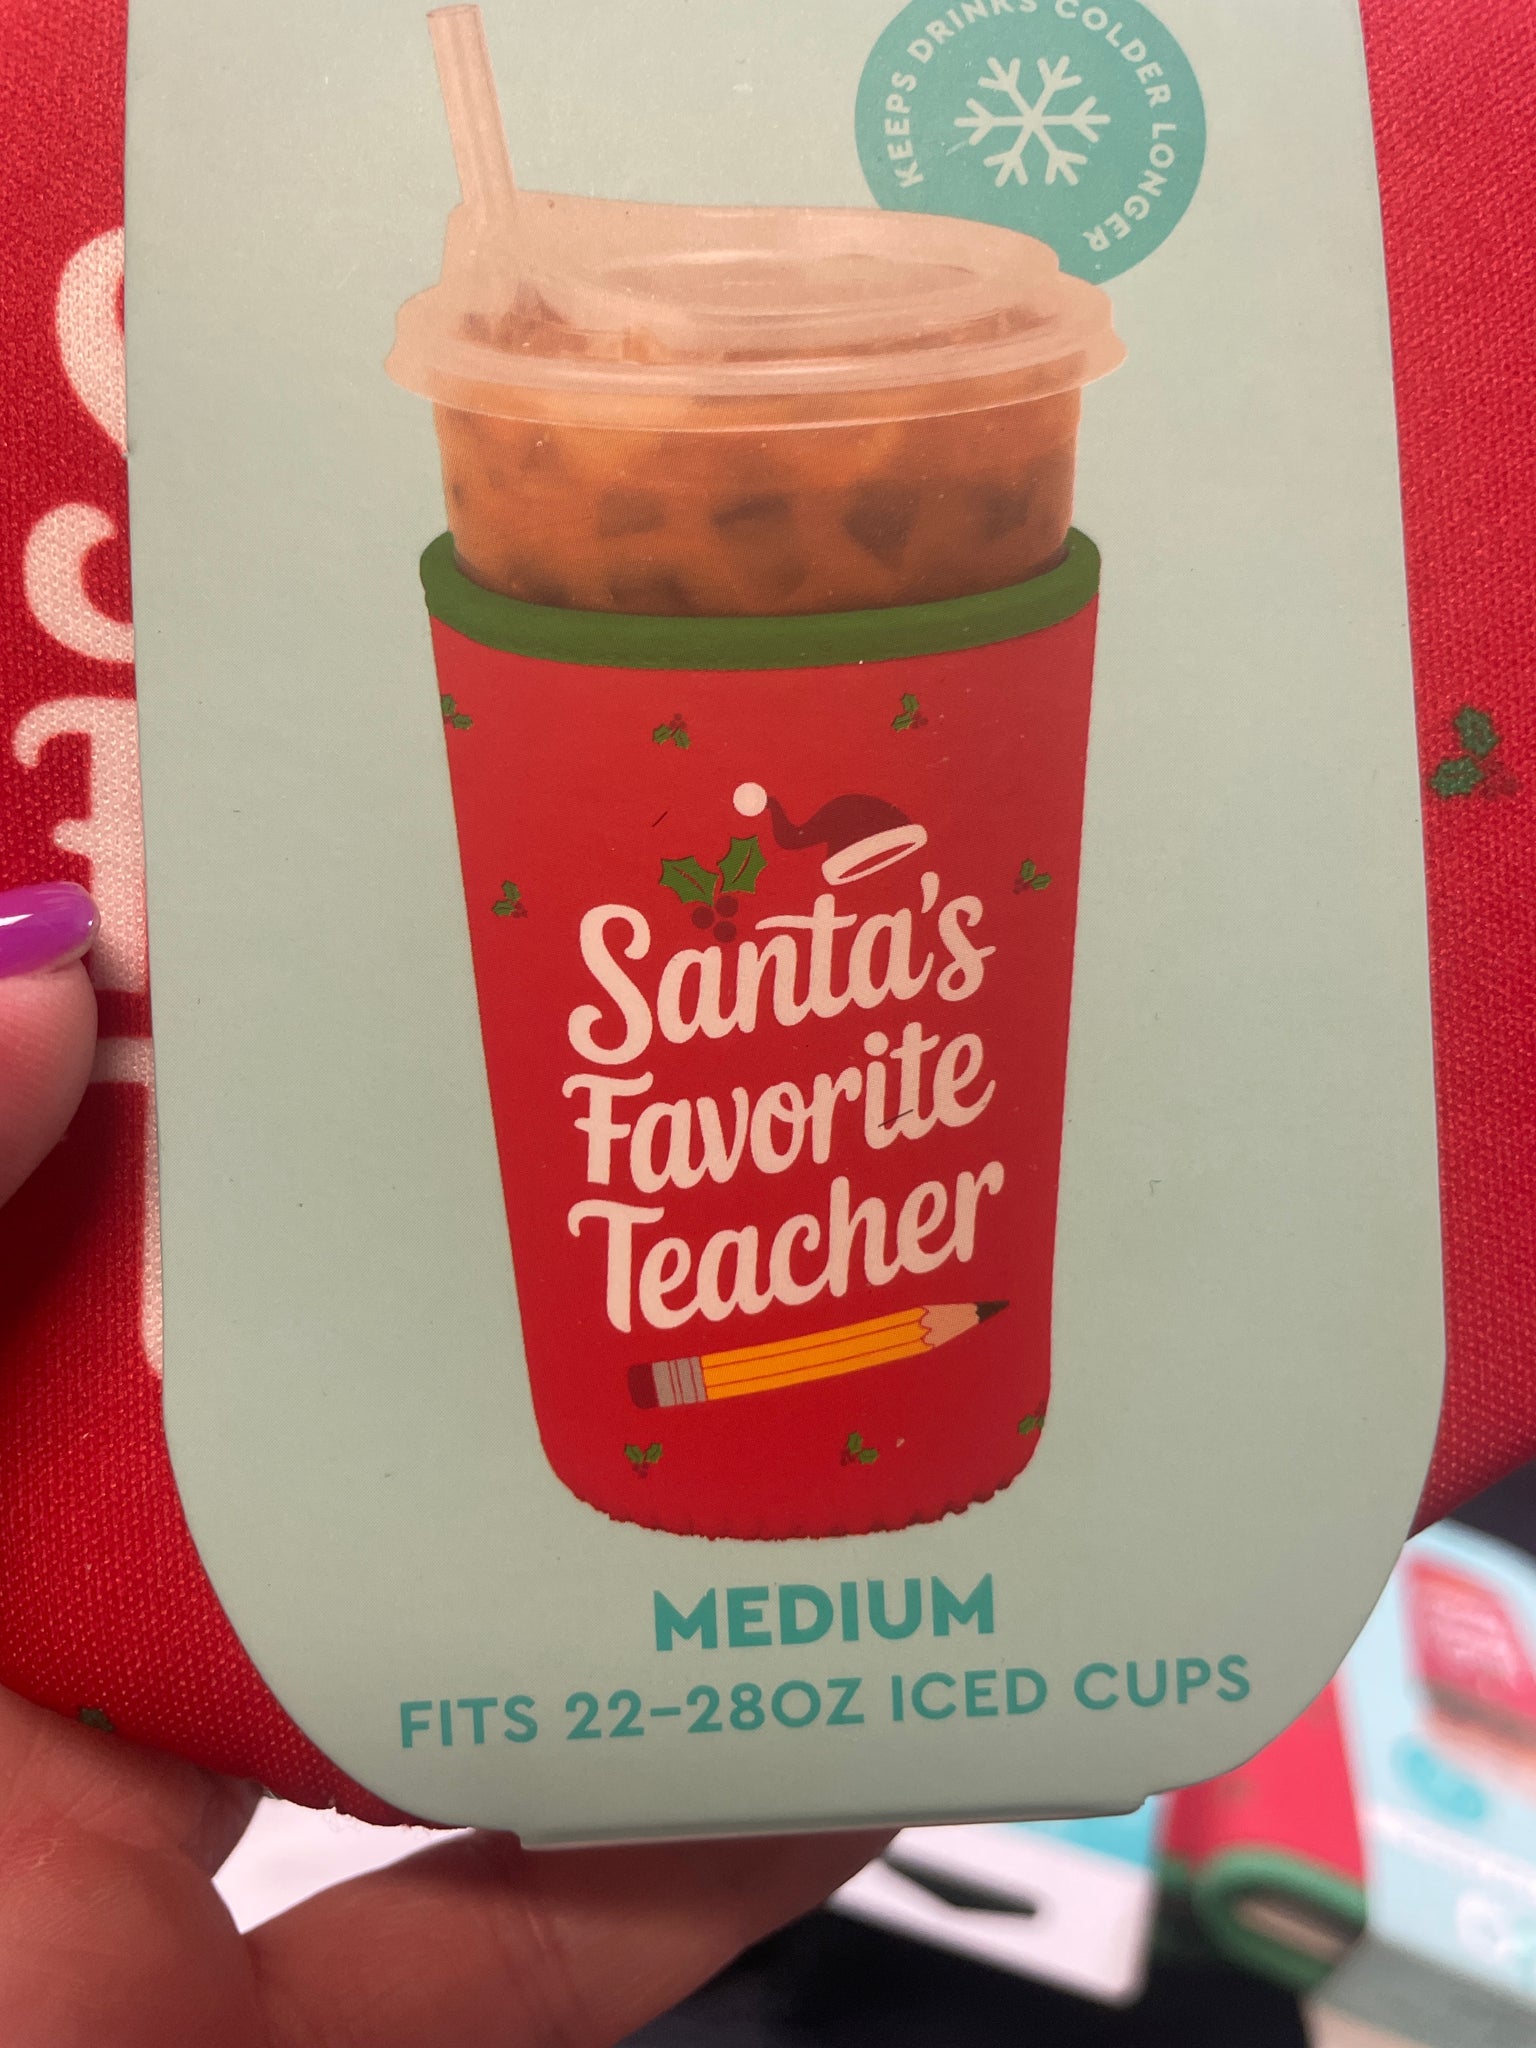 KEEPS DRINKS COLDER LONGER
Santa's
Favorite
Teacher
MEDIUM
FITS 22-28OZ ICED CUPS